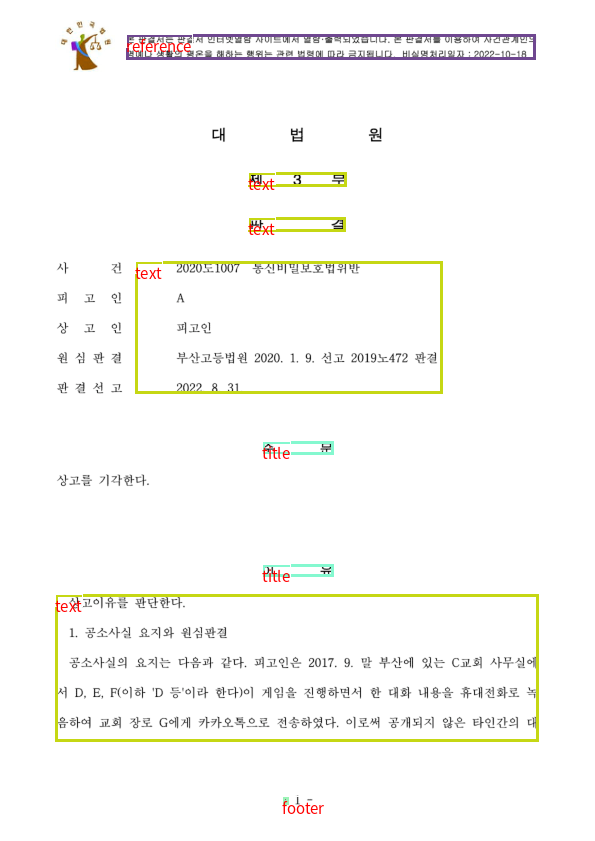 대한민국법원
본 판결서는 판결서 인터넷열람 사이트에서 열람·출력되었습니다. 본 판결서를 이용하여 사건관계인의
명예나 생활의 평온을 해하는 행위는 관련 법령에 따라 금지됩니다. 비실명처리일자 : 2022-10-18
reference
대 법 원
제 3 부
text
판 결
text
text
사 건 2020도1007 통신비밀보호법위반
피 고 인 A
상 고 인 피고인
원 심 판 결 부산고등법원 2020. 1. 9. 선고 2019노472 판결
판 결 선 고 2022. 8. 31.
주 문
title
상고를 기각한다.
이 유
title
text
상고이유를 판단한다.
1. 공소사실 요지와 원심판결
공소사실의 요지는 다음과 같다. 피고인은 2017. 9. 말 부산에 있는 C교회 사무실에
서 D, E, F(이하 'D 등'이라 한다)이 게임을 진행하면서 한 대화 내용을 휴대전화로 녹
음하여 교회 장로 G에게 카카오톡으로 전송하였다. 이로써 공개되지 않은 타인간의 대
- 1 -
footer